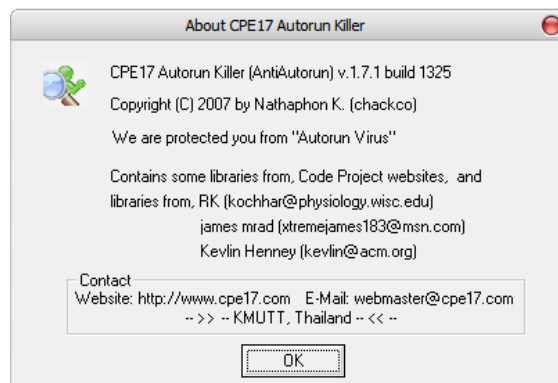 About CPE17 Autorun Killer
CPE17 Autorun Killer (AntiAutorun) v.1.7.1 build 1325
Copyright (C) 2007 by Nathaphon K. (chackco)
We are protected you from "Autorun Virus"
Contains some libraries from, Code Project websites,  and
libraries from, RK (kochhar@physiology.wisc.edu)
james mrad (xtremejames183@msn.com)
Kevlin Henney (kevlin@acm.org)
Contact
Website: http://www.cpe17.com   E-Mail: webmaster@cpe17.com
-- >> -- KMUTT, Thailand -- << --
OK